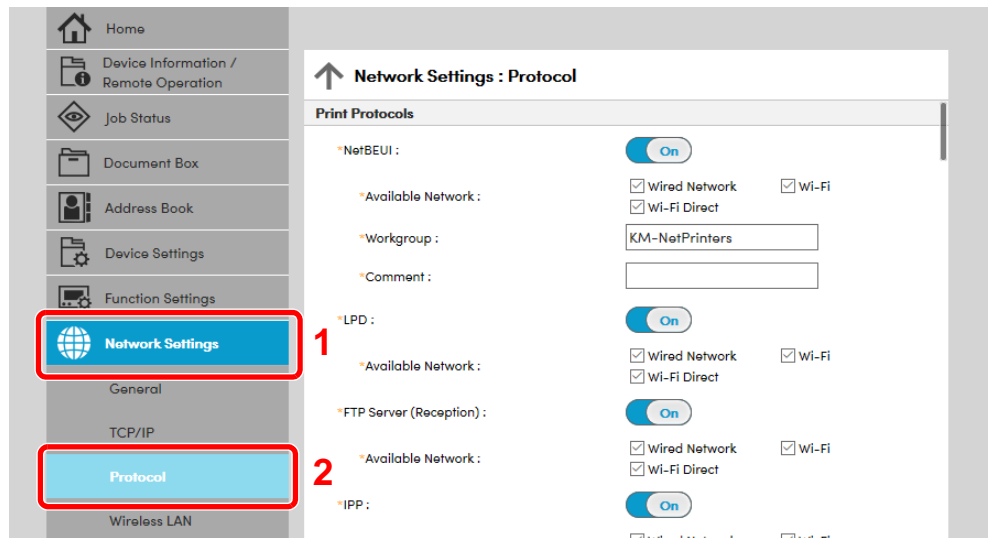 Home
Device Information /
Remote Operation
Job Status
Document Box
Address Book
Device Settings
Function Settings
Network Settings
1
General
TCP/IP
Protocol
2
Wireless LAN
Network Settings : Protocol
Print Protocols
*NetBEUI :
On
*Available Network :
Wired Network
Wi-Fi
Wi-Fi Direct
*Workgroup :
KM-NetPrinters
*Comment :
*LPD :
On
*Available Network :
Wired Network
Wi-Fi
Wi-Fi Direct
*FTP Server (Reception) :
On
*Available Network :
Wired Network
Wi-Fi
Wi-Fi Direct
*IPP :
On